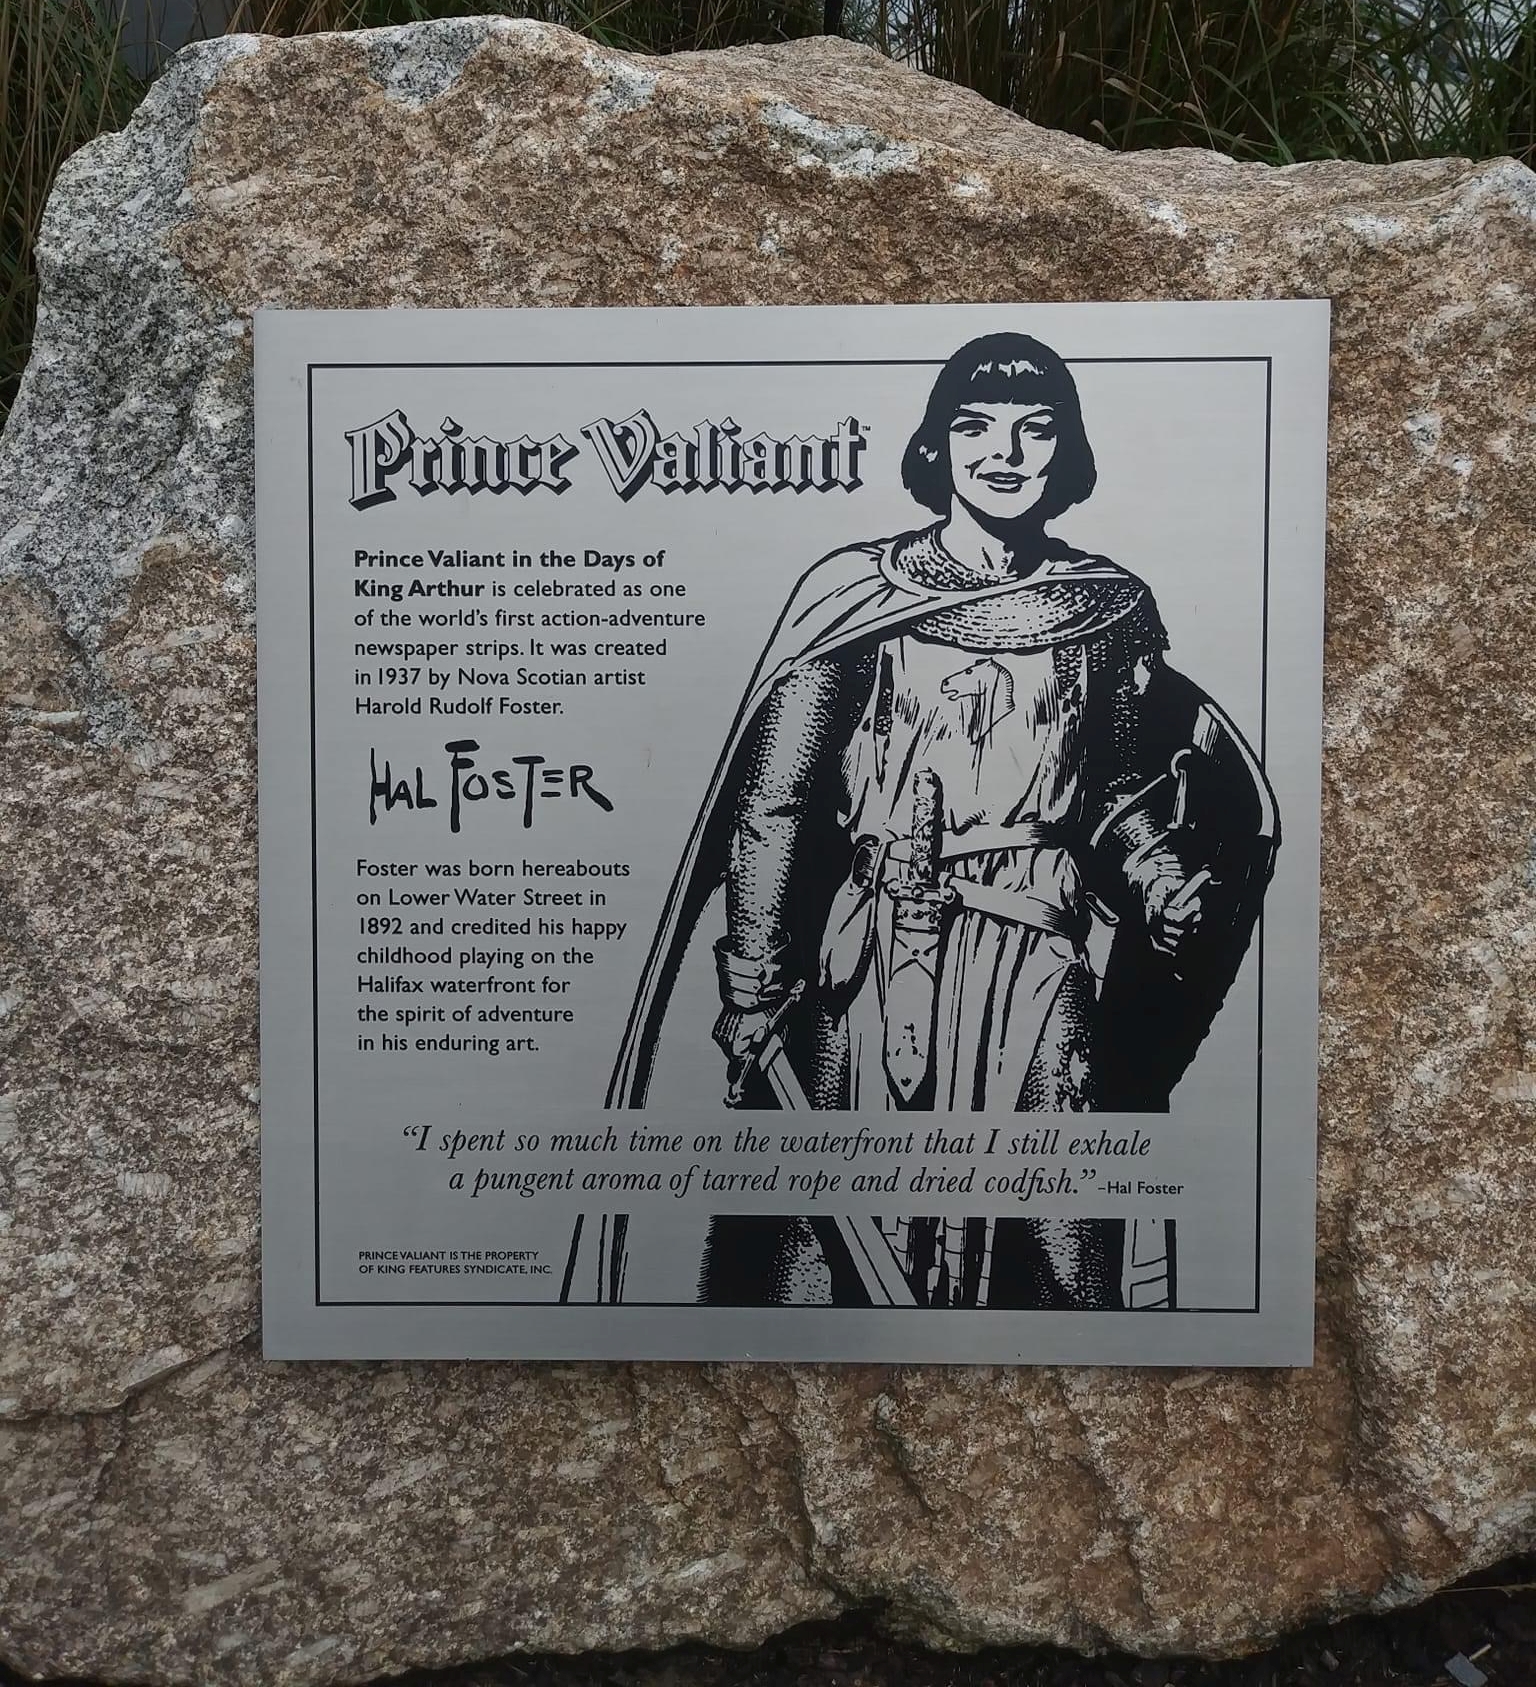 Prince Valiant™
Prince Valiant in the Days of
King Arthur is celebrated as one
of the world's first action-adventure
newspaper strips. It was created
in 1937 by Nova Scotian artist
Harold Rudolf Foster.
HAL FOSTER
Foster was born hereabouts
on Lower Water Street in
1892 and credited his happy
childhood playing on the
Halifax waterfront for
the spirit of adventure
in his enduring art.
“I spent so much time on the waterfront that I still exhale
a pungent aroma of tarred rope and dried codfish.” –Hal Foster
PRINCE VALIANT IS THE PROPERTY
OF KING FEATURES SYNDICATE, INC.